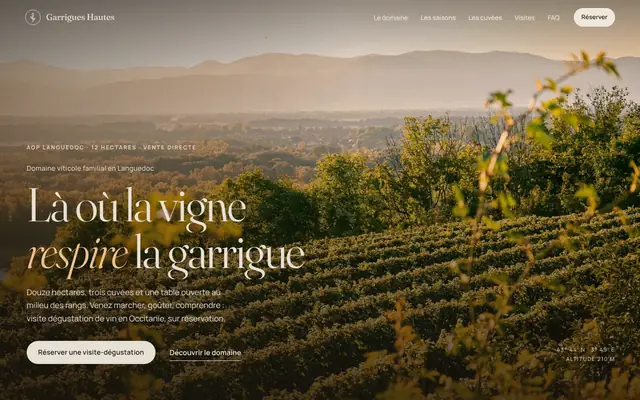 Garrigues Hautes
Le domaine
Les saisons
Les cuvées
Visites
FAQ
Réserver
AOP LANGUEDOC · 12 HECTARES · VENTE DIRECTE
Domaine viticole familial en Languedoc
Là où la vigne
respire la garrigue
Douze hectares, trois cuvées et une table ouverte au
milieu des rangs. Venez marcher, goûter, comprendre :
visite dégustation de vin en Occitanie, sur réservation.
Réserver une visite-dégustation
Découvrir le domaine
ALTITUDE 210 M